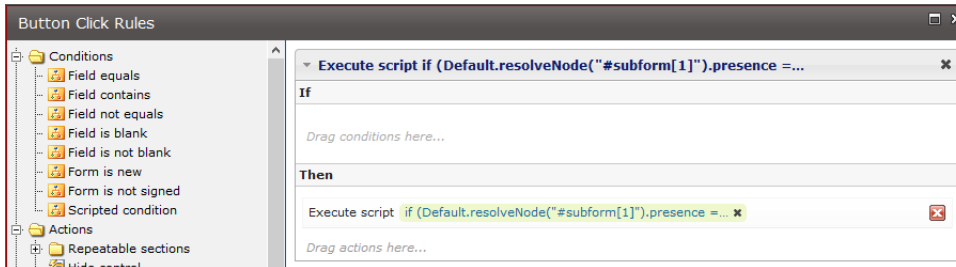 Button Click Rules
Conditions
Field equals
Field contains
Field not equals
Field is blank
Field is not blank
Form is new
Form is not signed
Scripted condition
Actions
Repeatable sections
Hide control
Execute script if (Default.resolveNode("#subform[1]").presence =...
If
Drag conditions here...
Then
Execute script if (Default.resolveNode("#subform[1]").presence =...
Drag actions here...